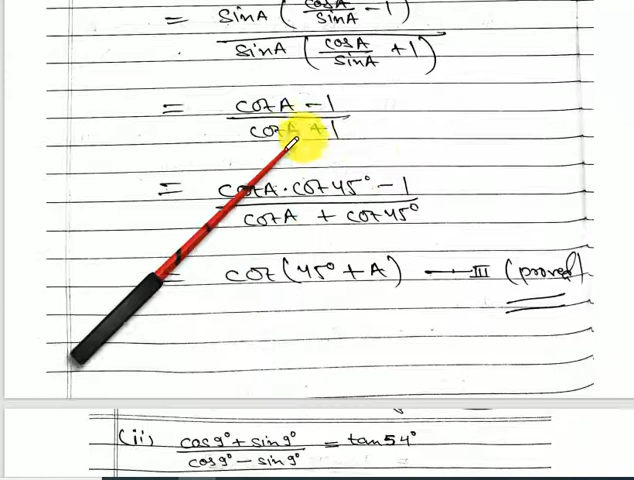 = sinA ( cosA/sinA - 1 ) / sinA ( cosA/sinA + 1 )
= cotA - 1 / cotA + 1
= cotA · cot45° - 1 / cotA + cot45°
= cot (45° + A) — III (proved)
(ii) cos9° + sin9° / cos9° - sin9° = tan54°